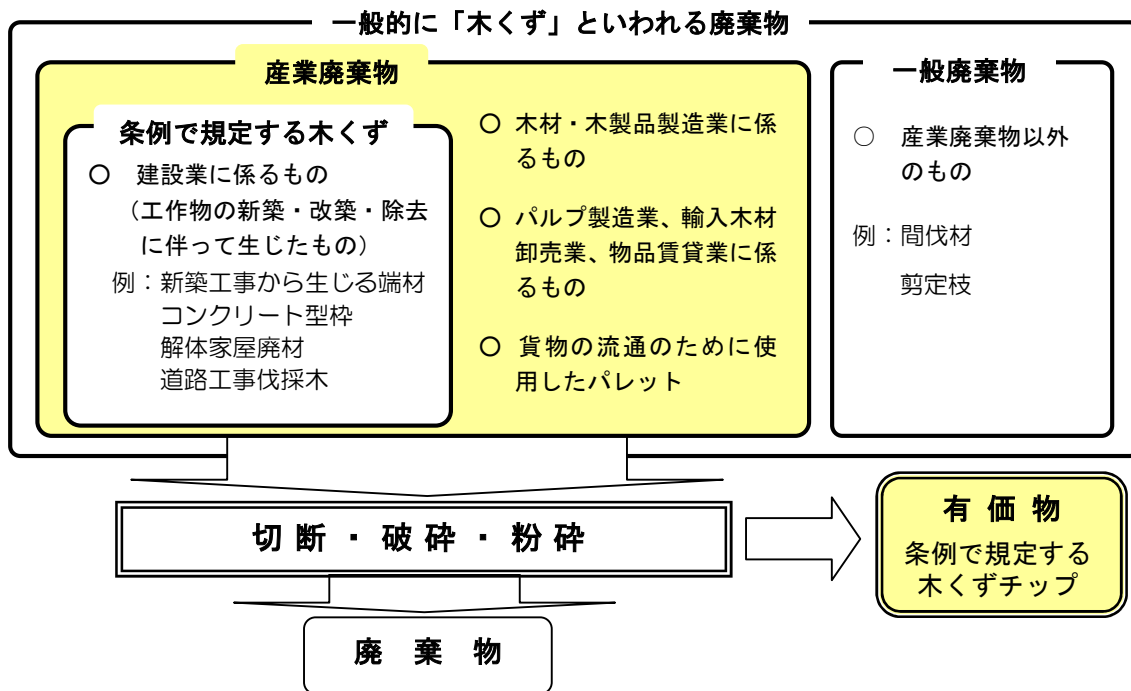 一般的に「木くず」といわれる廃棄物
産業廃棄物
条例で規定する木くず
〇 建設業に係るもの
（工作物の新築・改築・除去
に伴って生じたもの）
例：新築工事から生じる端材
コンクリート型枠
解体家屋廃材
道路工事伐採木
〇 木材・木製品製造業に係
るもの
〇 パルプ製造業、輸入木材
卸売業、物品賃貸業に係
るもの
〇 貨物の流通のために使
用したパレット
一般廃棄物
○ 産業廃棄物以外
のもの
例：間伐材
剪定枝
切断・破砕・粉砕
有価物
条例で規定する
木くずチップ
廃棄物